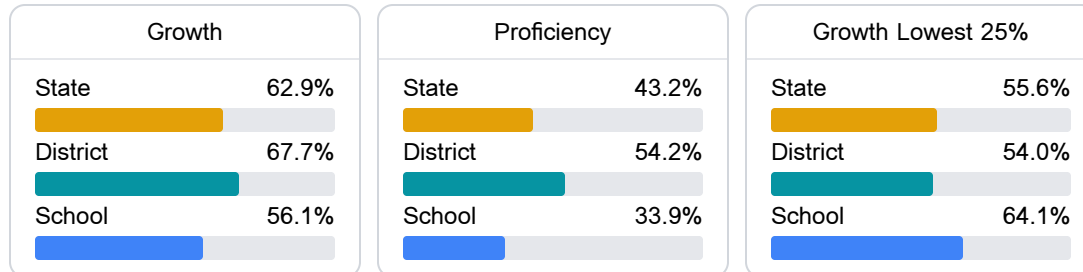 Growth
State 62.9%
District 67.7%
School 56.1%
Proficiency
State 43.2%
District 54.2%
School 33.9%
Growth Lowest 25%
State 55.6%
District 54.0%
School 64.1%